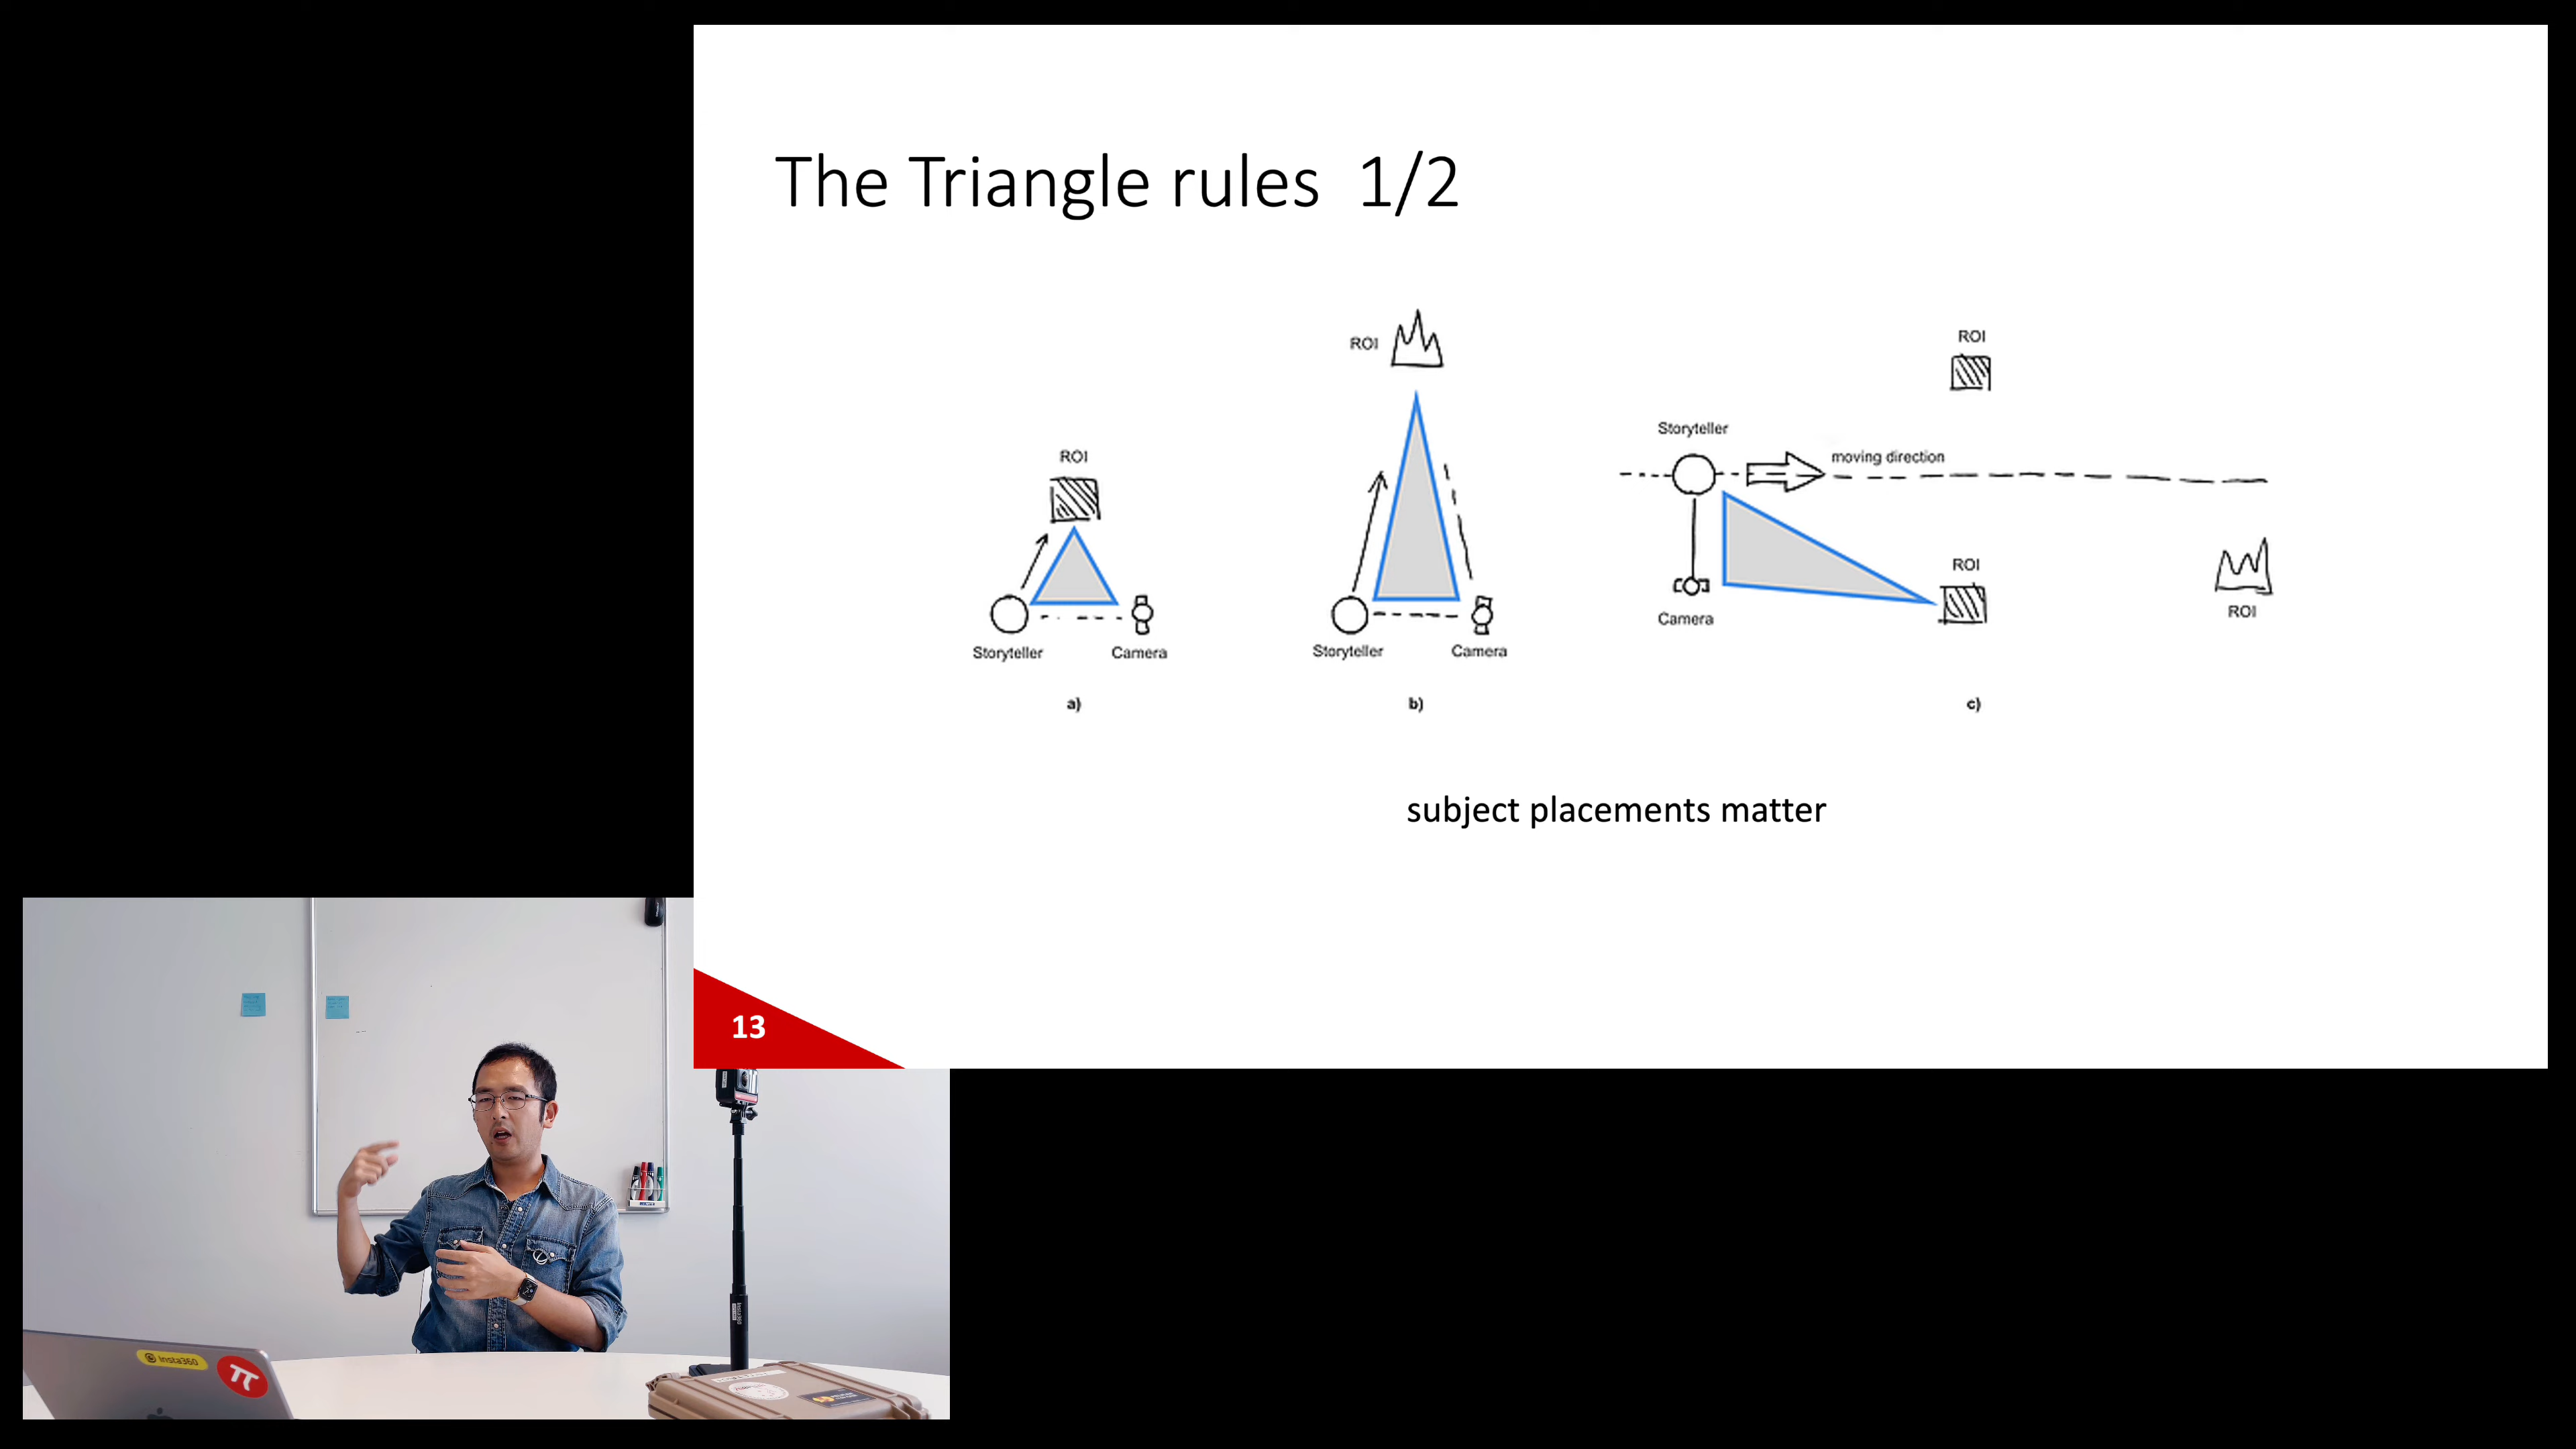 The Triangle rules 1/2
ROI
Storyteller
Camera
a)
ROI
Storyteller
Camera
b)
ROI
Storyteller
moving direction
ROI
Camera
ROI
c)
subject placements matter
13
Insta360
π